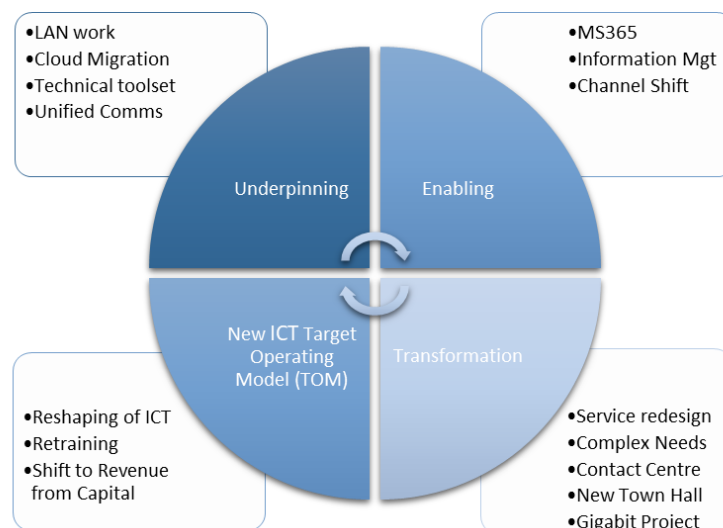 •LAN work
•Cloud Migration
•Technical toolset
•Unified Comms
•MS365
•Information Mgt
•Channel Shift
Underpinning
Enabling
New ICT Target
Operating
Model (TOM)
Transformation
•Reshaping of ICT
•Retraining
•Shift to Revenue
from Capital
•Service redesign
•Complex Needs
•Contact Centre
•New Town Hall
•Gigabit Project